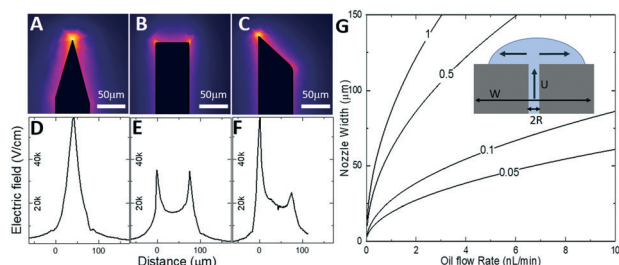 A
B
C
50μm
50μm
50μm
D
E
F
Electric field (V/cm)
40k
20k
40k
20k
40k
20k
0
100
0
100
0
100
Distance (μm)
G
Nozzle Width (μm)
150
100
50
0
1
0.5
0.1
0.05
W
U
2R
0
2
4
6
8
10
Oil flow Rate (nL/min)